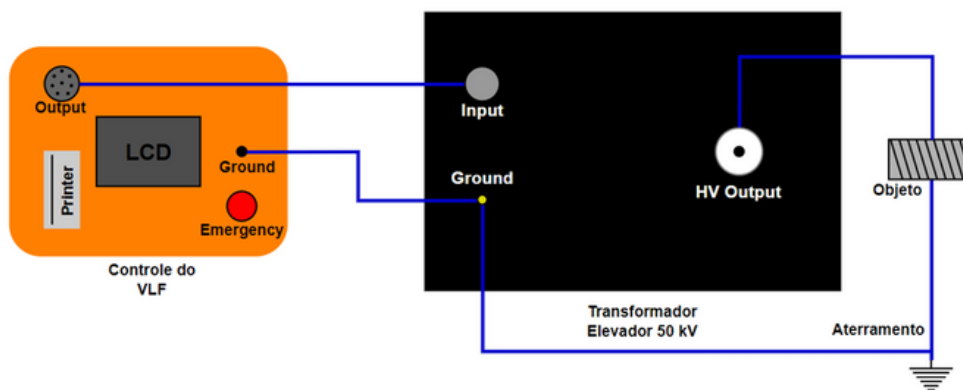 Output
LCD
Printer
Ground
Emergency
Controle do
VLF
Input
Ground
HV Output
Transformador
Elevador 50 kV
Objeto
Aterramento